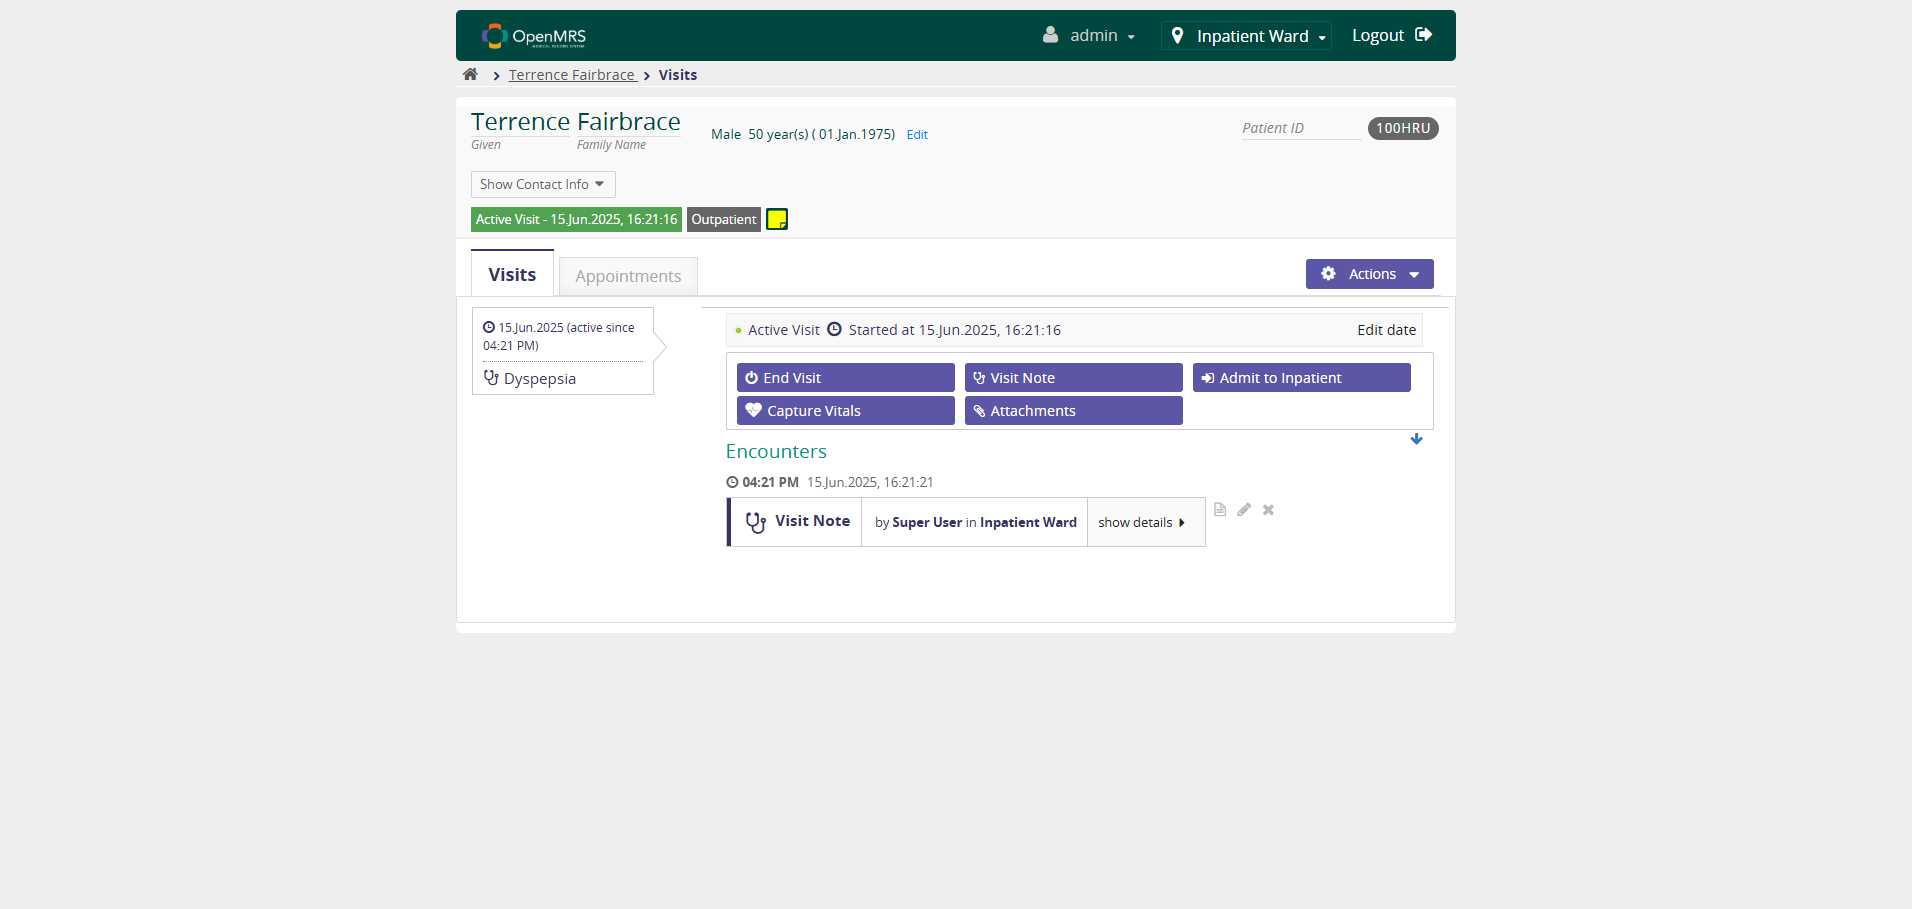 OpenMRS
admin
Inpatient Ward
Logout
Terrence Fairbrace
Visits
Terrence Fairbrace
Given
Family Name
Male 50 year(s) ( 01.Jan.1975) Edit
Patient ID
100HRU
Show Contact Info
Active Visit - 15.Jun.2025, 16:21:16
Outpatient
Visits
Appointments
Actions
15.Jun.2025 (active since
04:21 PM)
Dyspepsia
Active Visit Started at 15.Jun.2025, 16:21:16
Edit date
End Visit
Visit Note
Admit to Inpatient
Capture Vitals
Attachments
Encounters
04:21 PM 15.Jun.2025, 16:21:21
Visit Note
by Super User in Inpatient Ward
show details